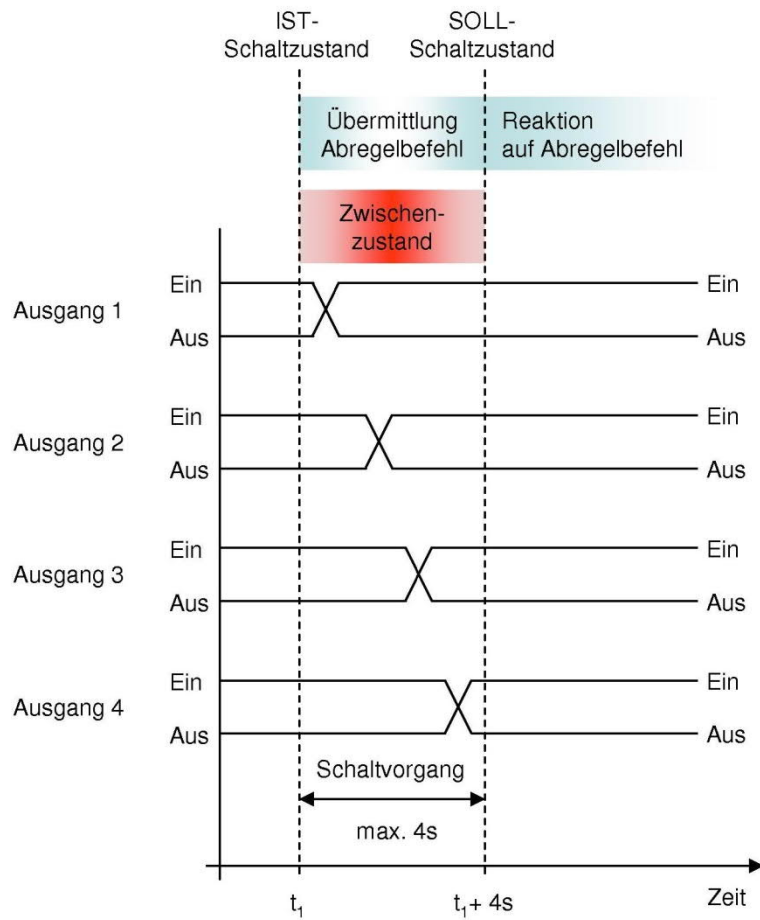 IST-
Schaltzustand
SOLL-
Schaltzustand
Übermittlung
Abregelbefehl
Reaktion
auf Abregelbefehl
Zwischen-
zustand
Ausgang 1
Ein
Aus
Ein
Aus
Ausgang 2
Ein
Aus
Ein
Aus
Ausgang 3
Ein
Aus
Ein
Aus
Ausgang 4
Ein
Aus
Ein
Aus
Schaltvorgang
max. 4s
t₁
t₁+ 4s
Zeit